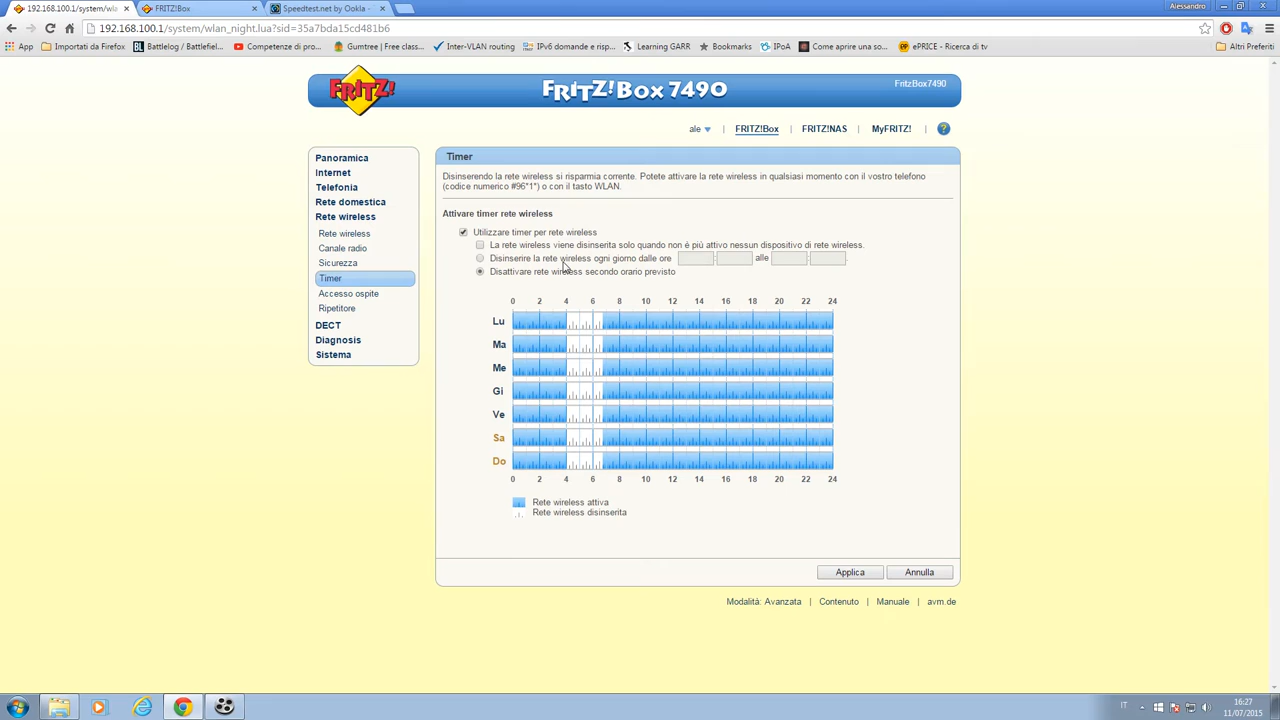 192.168.100.1/system/wla
FRITZ!Box
Speedtest.net by Ookla
Alessandro
192.168.100.1/system/wlan_night.lua?sid=35a7bda15cd481b6
App
Importati da Firefox
Battlelog / Battlefiel...
Competenze di pro...
Gumtree | Free class...
Inter-VLAN routing
IPv6 domande e risp...
Learning GARR
Bookmarks
IPoA
Come aprire una so...
ePRICE - Ricerca di tv
Altri Preferiti
FRITZ!
FRITZ!Box 7490
FritzBox7490
ale
FRITZ!Box
FRITZ!NAS
MyFRITZ!
?
Panoramica
Internet
Telefonia
Rete domestica
Rete wireless
Rete wireless
Canale radio
Sicurezza
Timer
Accesso ospite
Ripetitore
DECT
Diagnosis
Sistema
Timer
Disinserendo la rete wireless si risparmia corrente. Potete attivare la rete wireless in qualsiasi momento con il vostro telefono
(codice numerico #96*1*) o con il tasto WLAN.
Attivare timer rete wireless
Utilizzare timer per rete wireless
La rete wireless viene disinserita solo quando non è più attivo nessun dispositivo di rete wireless.
Disinserire la rete wireless ogni giorno dalle ore : alle : .
Disattivare rete wireless secondo orario previsto
0 2 4 6 8 10 12 14 16 18 20 22 24
Lu
Ma
Me
Gi
Ve
Sa
Do
0 2 4 6 8 10 12 14 16 18 20 22 24
Rete wireless attiva
Rete wireless disinserita
Applica
Annulla
Modalità: Avanzata | Contenuto | Manuale | avm.de
IT
16:27
11/07/2015